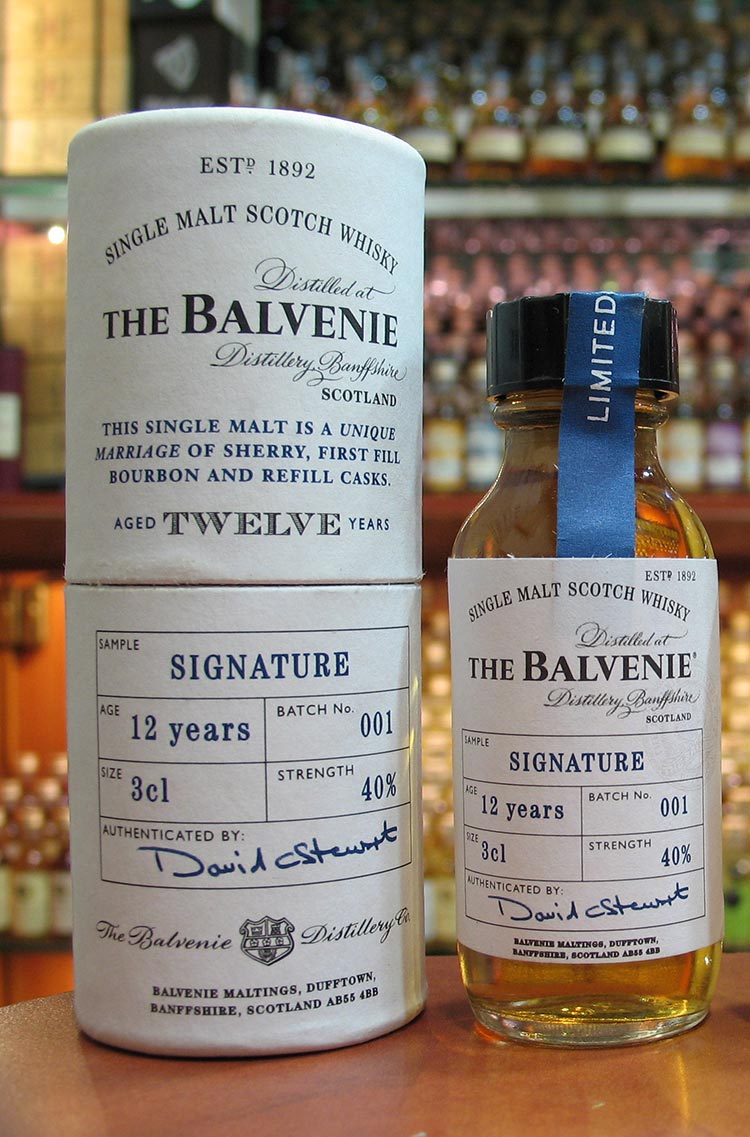 ESTD 1892
SINGLE MALT SCOTCH WHISKY
Distilled at
THE BALVENIE
Distillery, Banffshire
SCOTLAND
THIS SINGLE MALT IS A UNIQUE
MARRIAGE OF SHERRY, FIRST FILL
BOURBON AND REFILL CASKS.
AGED TWELVE YEARS
SAMPLE
SIGNATURE
AGE 12 years
BATCH No. 001
SIZE 3cl
STRENGTH 40%
AUTHENTICATED BY:
David C Stewart
The Balvenie Distillery Co.
BALVENIE MALTINGS, DUFFTOWN,
BANFFSHIRE, SCOTLAND AB55 4BB
LIMITED
ESTD 1892
SINGLE MALT SCOTCH WHISKY
Distilled at
THE BALVENIE®
Distillery, Banffshire
SCOTLAND
SAMPLE
SIGNATURE
AGE 12 years
BATCH No. 001
SIZE 3cl
STRENGTH 40%
AUTHENTICATED BY:
David C Stewart
BALVENIE MALTINGS, DUFFTOWN,
BANFFSHIRE, SCOTLAND AB55 4BB